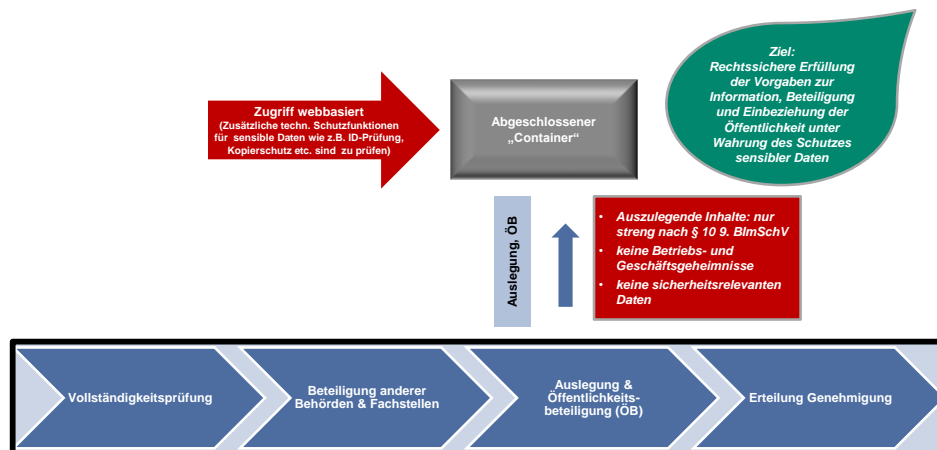 Ziel:
Rechtssichere Erfüllung
der Vorgaben zur
Information, Beteiligung
und Einbeziehung der
Öffentlichkeit unter
Wahrung des Schutzes
sensibler Daten
Zugriff webbasiert
(Zusätzliche techn. Schutzfunktionen
für sensible Daten wie z.B. ID-Prüfung,
Kopierschutz etc. sind zu prüfen)
Abgeschlossener
„Container“
Auslegung, ÖB
• Auszulegende Inhalte: nur
streng nach § 10 9. BImSchV
• keine Betriebs- und
Geschäftsgeheimnisse
• keine sicherheitsrelevanten
Daten
Vollständigkeitsprüfung
Beteiligung anderer
Behörden & Fachstellen
Auslegung &
Öffentlichkeits-
beteiligung (ÖB)
Erteilung Genehmigung